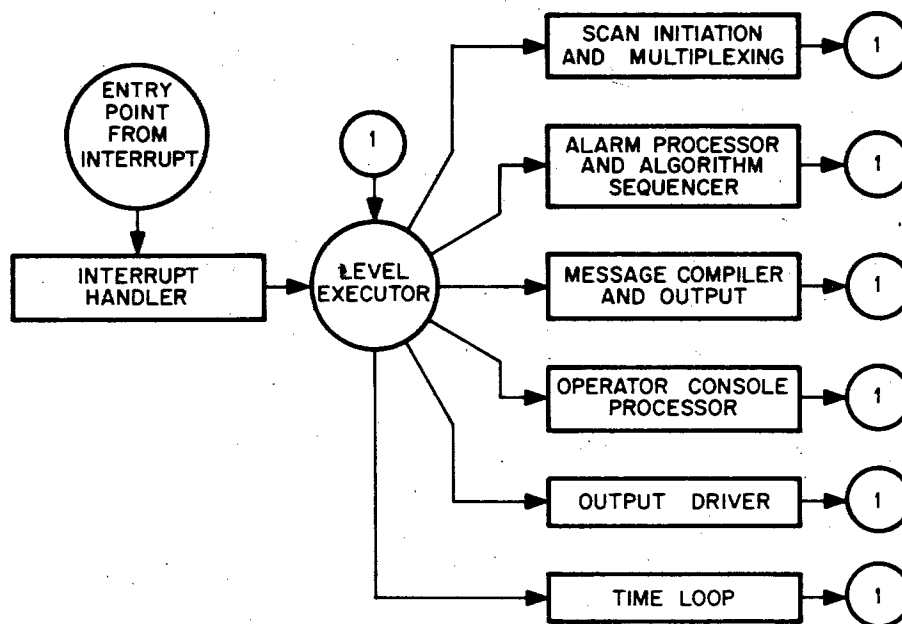 ENTRY
POINT
FROM
INTERRUPT
INTERRUPT
HANDLER
1
LEVEL
EXECUTOR
SCAN INITIATION
AND MULTIPLEXING
1
ALARM PROCESSOR
AND ALGORITHM
SEQUENCER
1
MESSAGE COMPILER
AND OUTPUT
1
OPERATOR CONSOLE
PROCESSOR
1
OUTPUT DRIVER
1
TIME LOOP
1